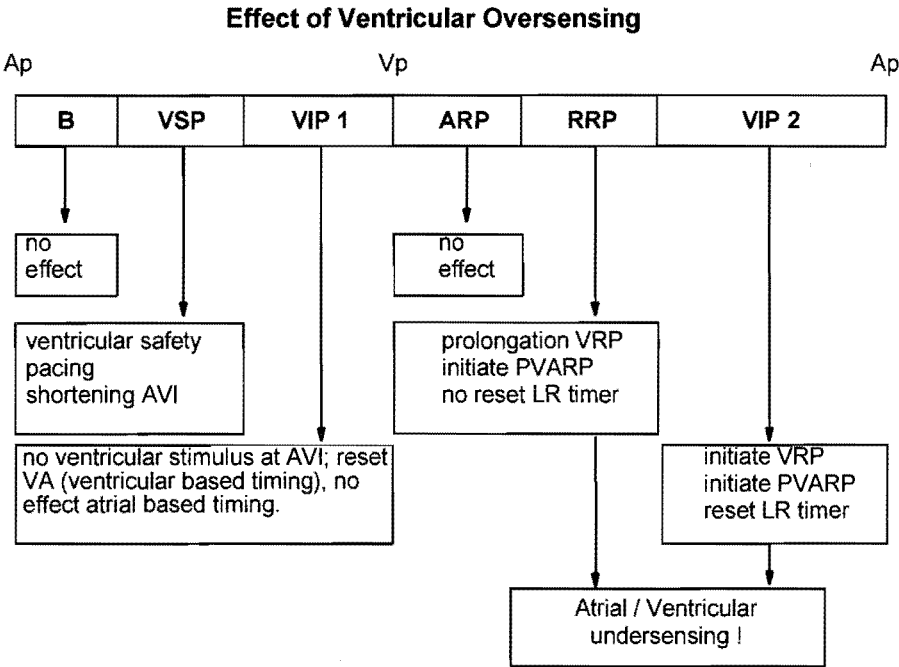 Effect of Ventricular Oversensing
Ap Vp Ap
B VSP VIP 1 ARP RRP VIP 2
no
effect
no
effect
ventricular safety
pacing
shortening AVI
prolongation VRP
initiate PVARP
no reset LR timer
no ventricular stimulus at AVI; reset
VA (ventricular based timing), no
effect atrial based timing.
initiate VRP
initiate PVARP
reset LR timer
Atrial / Ventricular
undersensing !